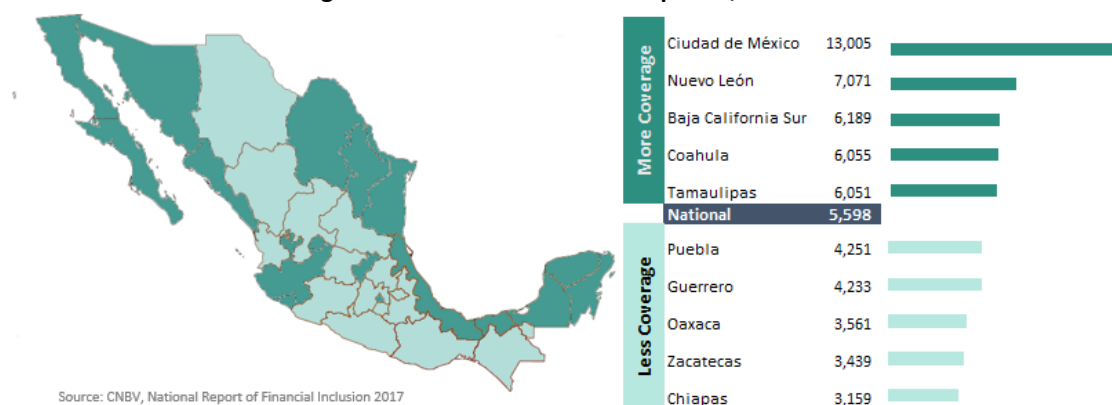 More Coverage
Ciudad de México 13,005
Nuevo León 7,071
Baja California Sur 6,189
Coahula 6,055
Tamaulipas 6,051
National 5,598
Less Coverage
Puebla 4,251
Guerrero 4,233
Oaxaca 3,561
Zacatecas 3,439
Chiapas 3,159
Source: CNBV, National Report of Financial Inclusion 2017